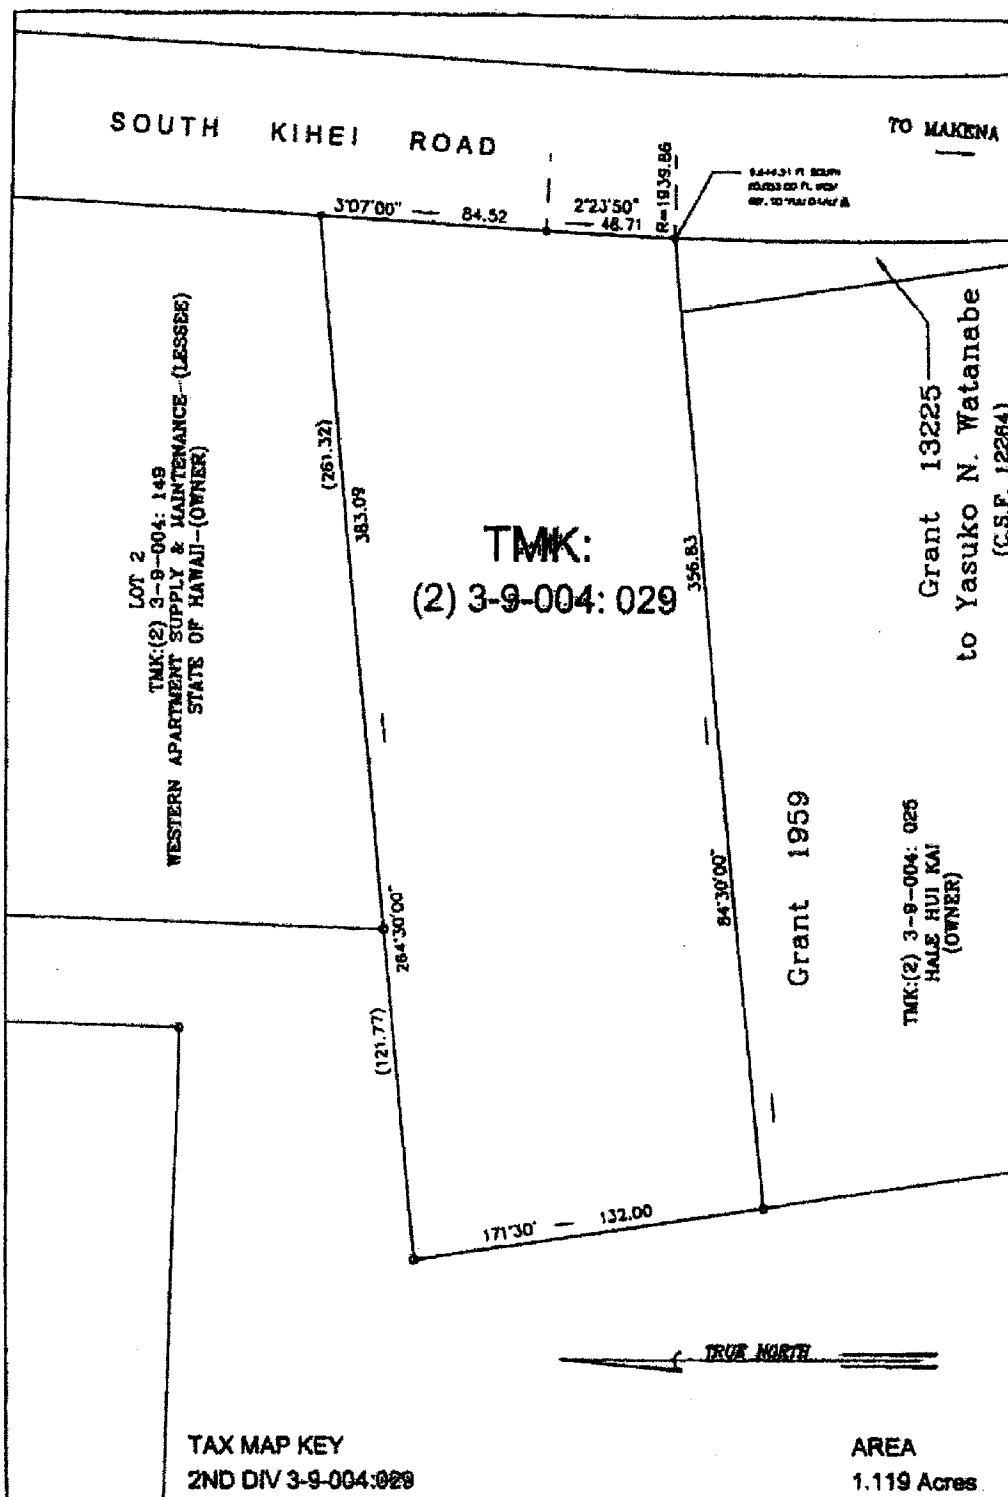 SOUTH KIHEI ROAD
TO MAKENA
3°07'00" — 84.52
2°23'50"
— 46.71
R=1939.86
LOT 2
TMK:(2) 3-9-004: 149
WESTERN APARTMENT SUPPLY & MAINTENANCE-(LESSEE)
STATE OF HAWAII-(OWNER)
(261.32)
383.09
TMK:
(2) 3-9-004: 029
356.83
Grant 13225
to Yasuko N. Watanabe
(C.S.F. 12264)
264°30'00"
84°30'00"
Grant 1959
TMK:(2) 3-9-004: 025
HALE HUI KAI
(OWNER)
(121.77)
171°30' — 132.00
TRUE NORTH
TAX MAP KEY
2ND DIV 3-9-004:029
AREA
1.119 Acres